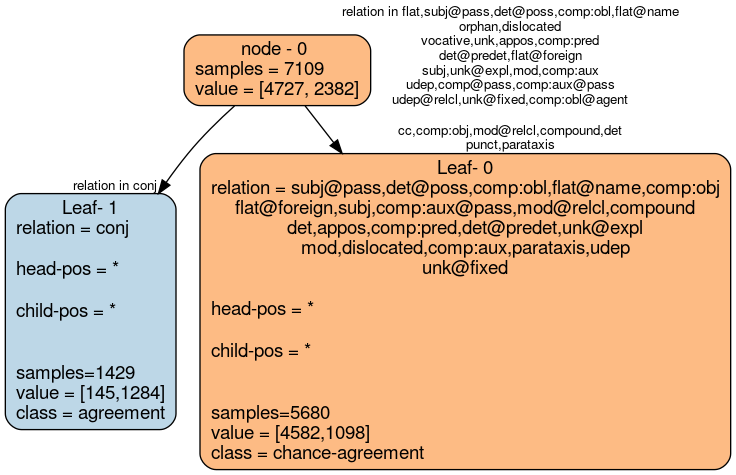 relation in flat,subj@pass,det@poss,comp:obl,flat@name
orphan,dislocated
vocative,unk,appos,comp:pred
det@predet,flat@foreign
subj,unk@expl,mod,comp:aux
udep,comp@pass,comp:aux@pass
udep@relcl,unk@fixed,comp:obl@agent
cc,comp:obj,mod@relcl,compound,det
punct,parataxis
node - 0
samples = 7109
value = [4727, 2382]
relation in conj
Leaf- 1
relation = conj
head-pos = *
child-pos = *
samples=1429
value = [145,1284]
class = agreement
Leaf- 0
relation = subj@pass,det@poss,comp:obl,flat@name,comp:obj
flat@foreign,subj,comp:aux@pass,mod@relcl,compound
det,appos,comp:pred,det@predet,unk@expl
mod,dislocated,comp:aux,parataxis,udep
unk@fixed
head-pos = *
child-pos = *
samples=5680
value = [4582,1098]
class = chance-agreement